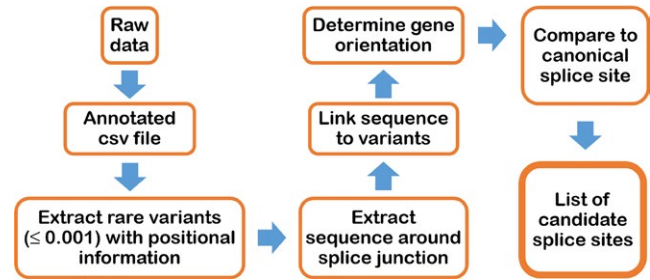 Raw
data
Annotated
csv file
Extract rare variants
(≤ 0.001) with positional
information
Extract
sequence around
splice junction
Link sequence
to variants
Determine gene
orientation
Compare to
canonical
splice site
List of
candidate
splice sites